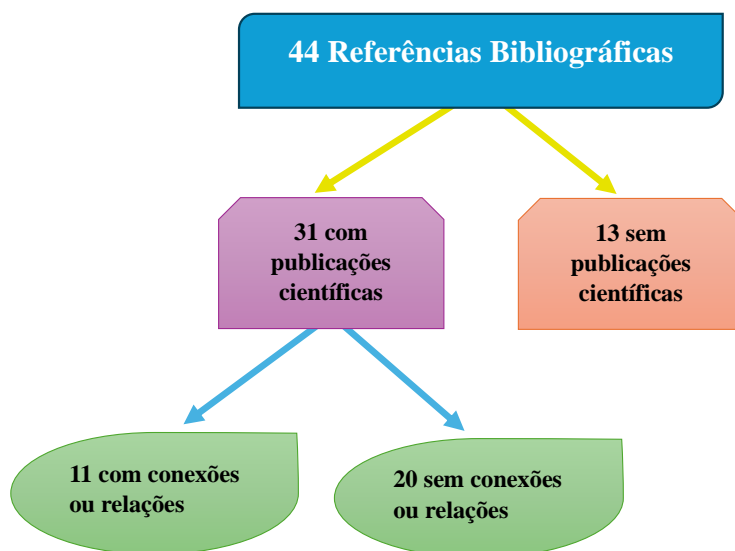 44 Referências Bibliográficas
31 com
publicações
científicas
13 sem
publicações
científicas
11 com conexões
ou relações
20 sem conexões
ou relações